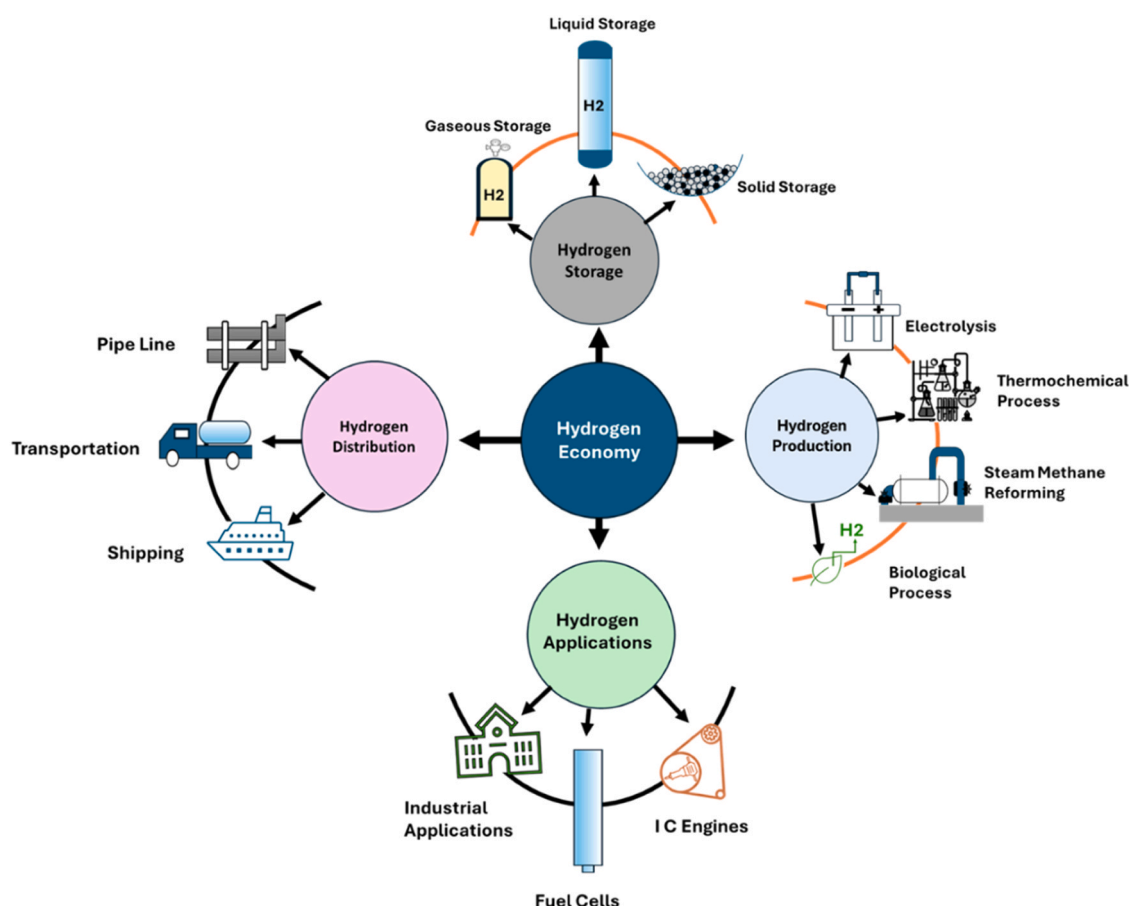 Liquid Storage
H2
Gaseous Storage
H2
Solid Storage
Hydrogen
Storage
Electrolysis
Pipe Line
Thermochemical
Process
Hydrogen
Distribution
Hydrogen
Economy
Hydrogen
Production
Transportation
Steam Methane
Reforming
Shipping
H2
Biological
Process
Hydrogen
Applications
Industrial
Applications
I C Engines
Fuel Cells